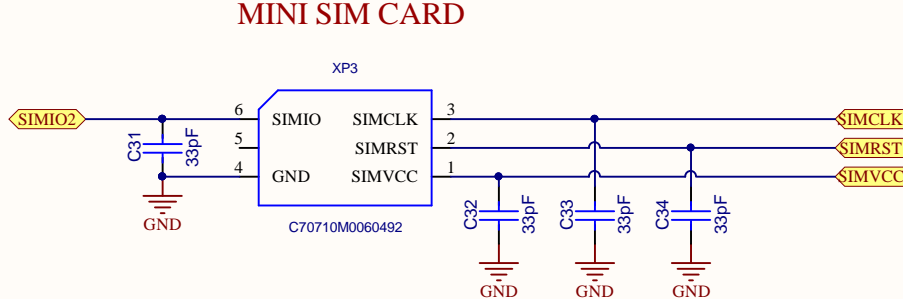 MINI SIM CARD
XP3
SIMIO2
6
SIMIO
SIMCLK
3
SIMCLK
C31
33pF
5
SIMRST
2
SIMRST
4
GND
SIMVCC
1
SIMVCC
GND
C70710M0060492
C32
33pF
C33
33pF
C34
33pF
GND
GND
GND